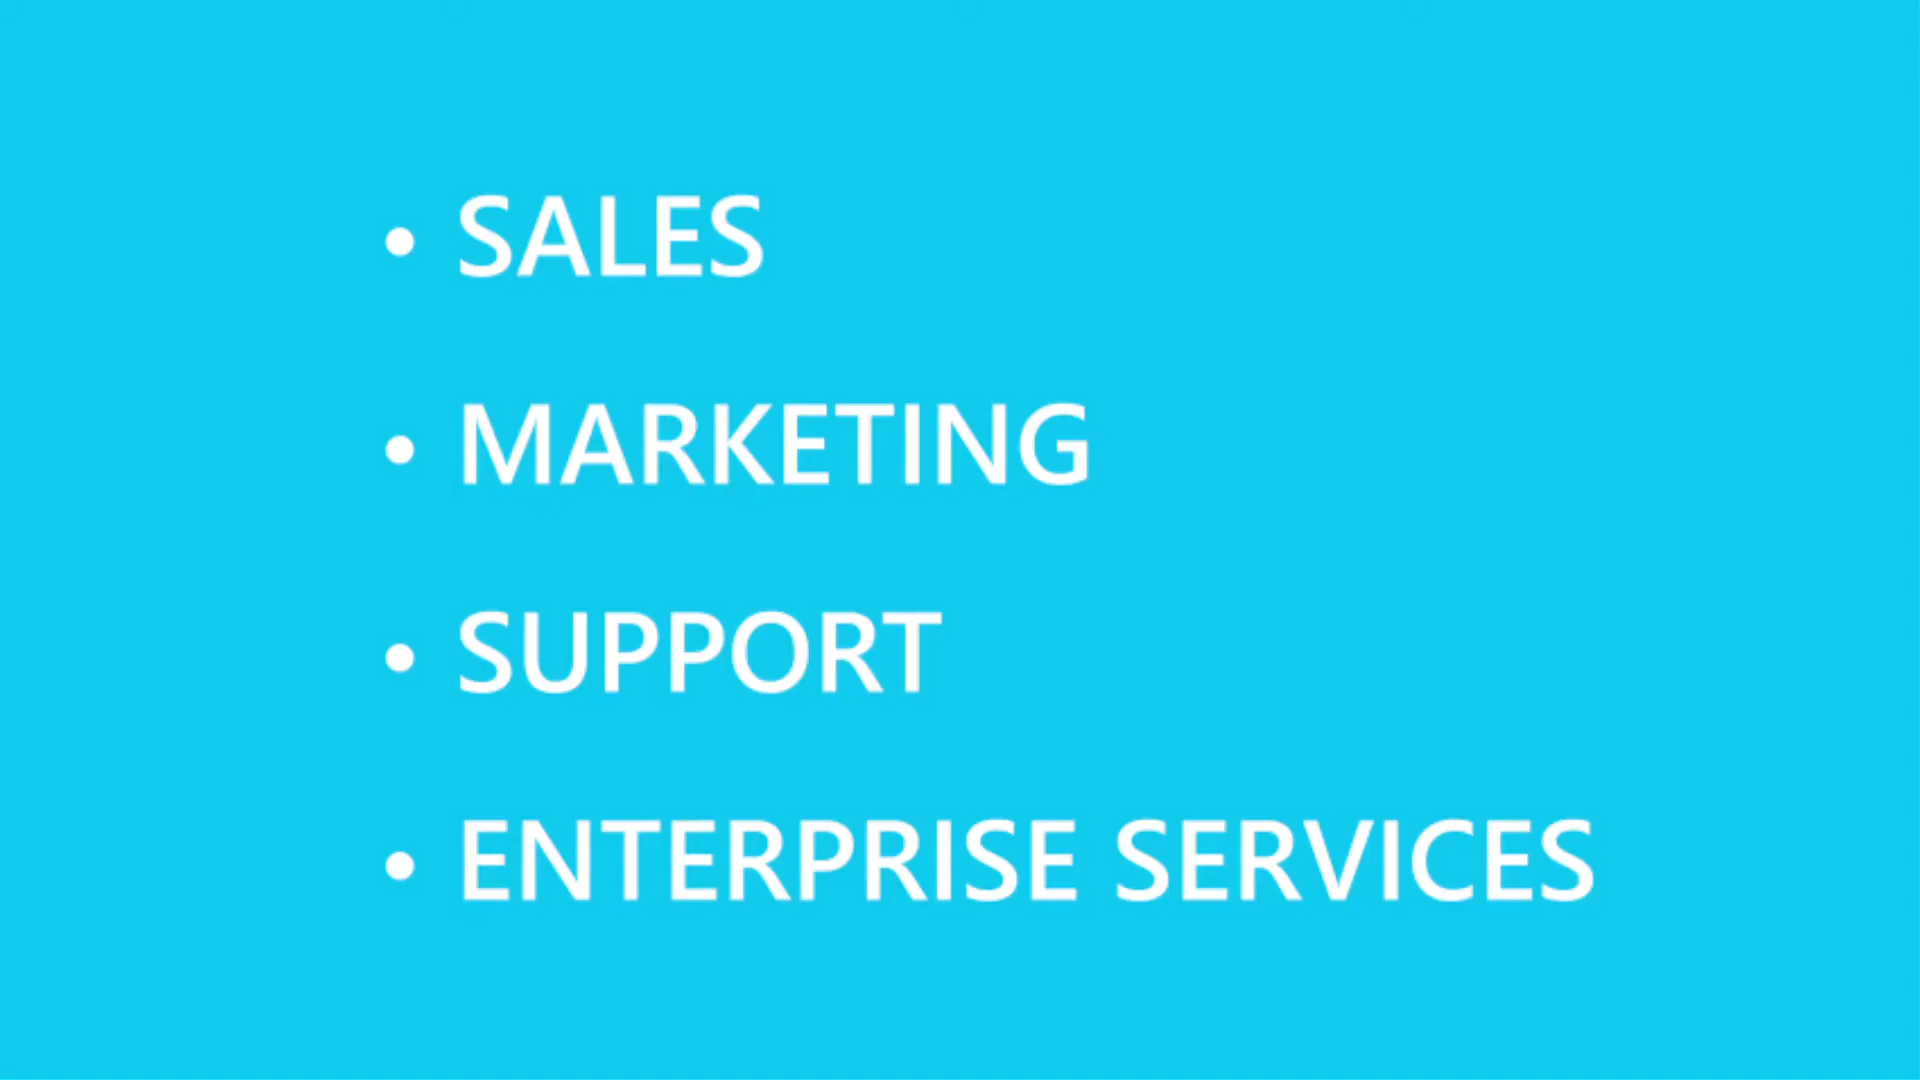 • SALES
• MARKETING
• SUPPORT
• ENTERPRISE SERVICES